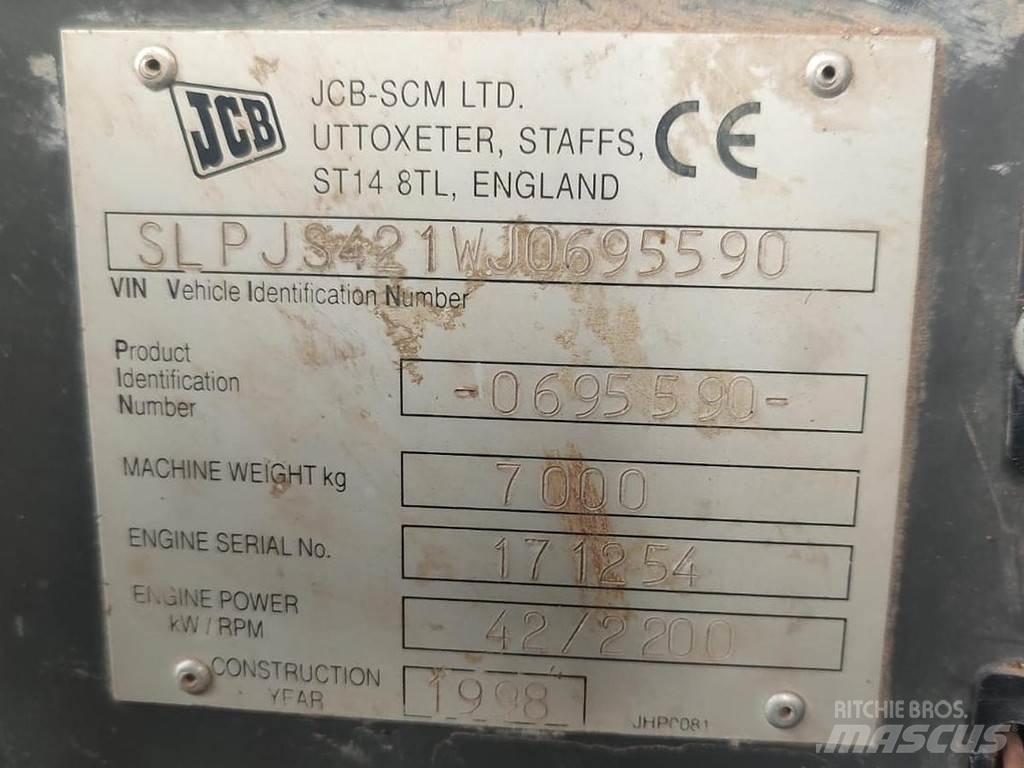 JCB
JCB-SCM LTD.
UTTOXETER, STAFFS,
ST14 8TL, ENGLAND
CE
SLPJS421WJ0695590
VIN Vehicle Identification Number
Product
Identification
Number
-0695590-
MACHINE WEIGHT kg
7000
ENGINE SERIAL No.
171254
ENGINE POWER
kW / RPM
42/2200
CONSTRUCTION
YEAR
1998
JHP0081
RITCHIE BROS.
MASCUS